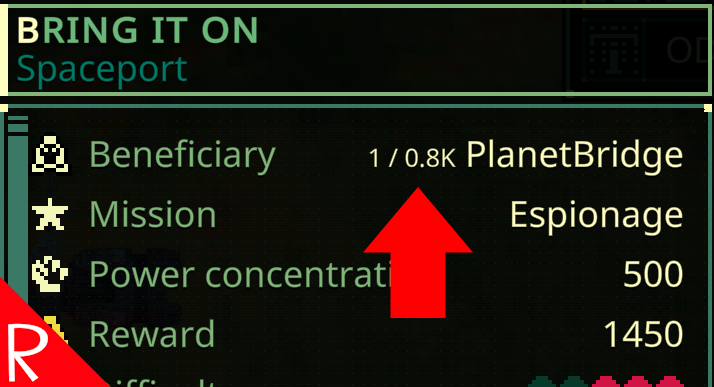 BRING IT ON
Spaceport
Beneficiary 1 / 0.8K PlanetBridge
Mission Espionage
Power concentrati 500
Reward 1450
R